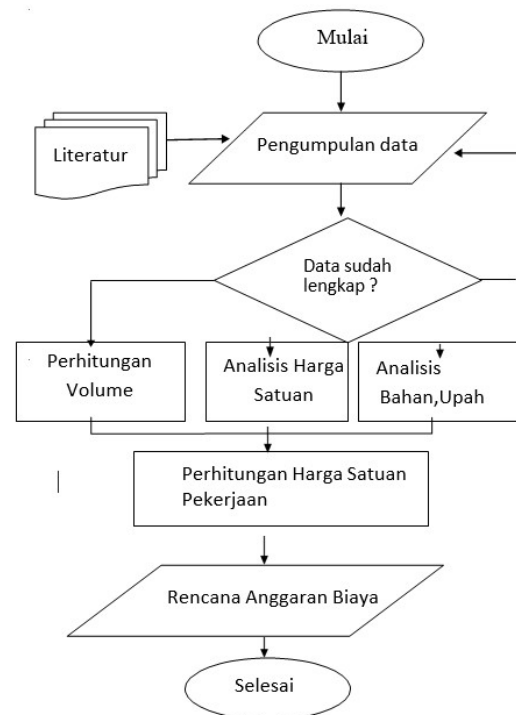 Mulai
Literatur
Pengumpulan data
Data sudah
lengkap ?
Perhitungan
Volume
Analisis Harga
Satuan
Analisis
Bahan,Upah
Perhitungan Harga Satuan
Pekerjaan
Rencana Anggaran Biaya
Selesai